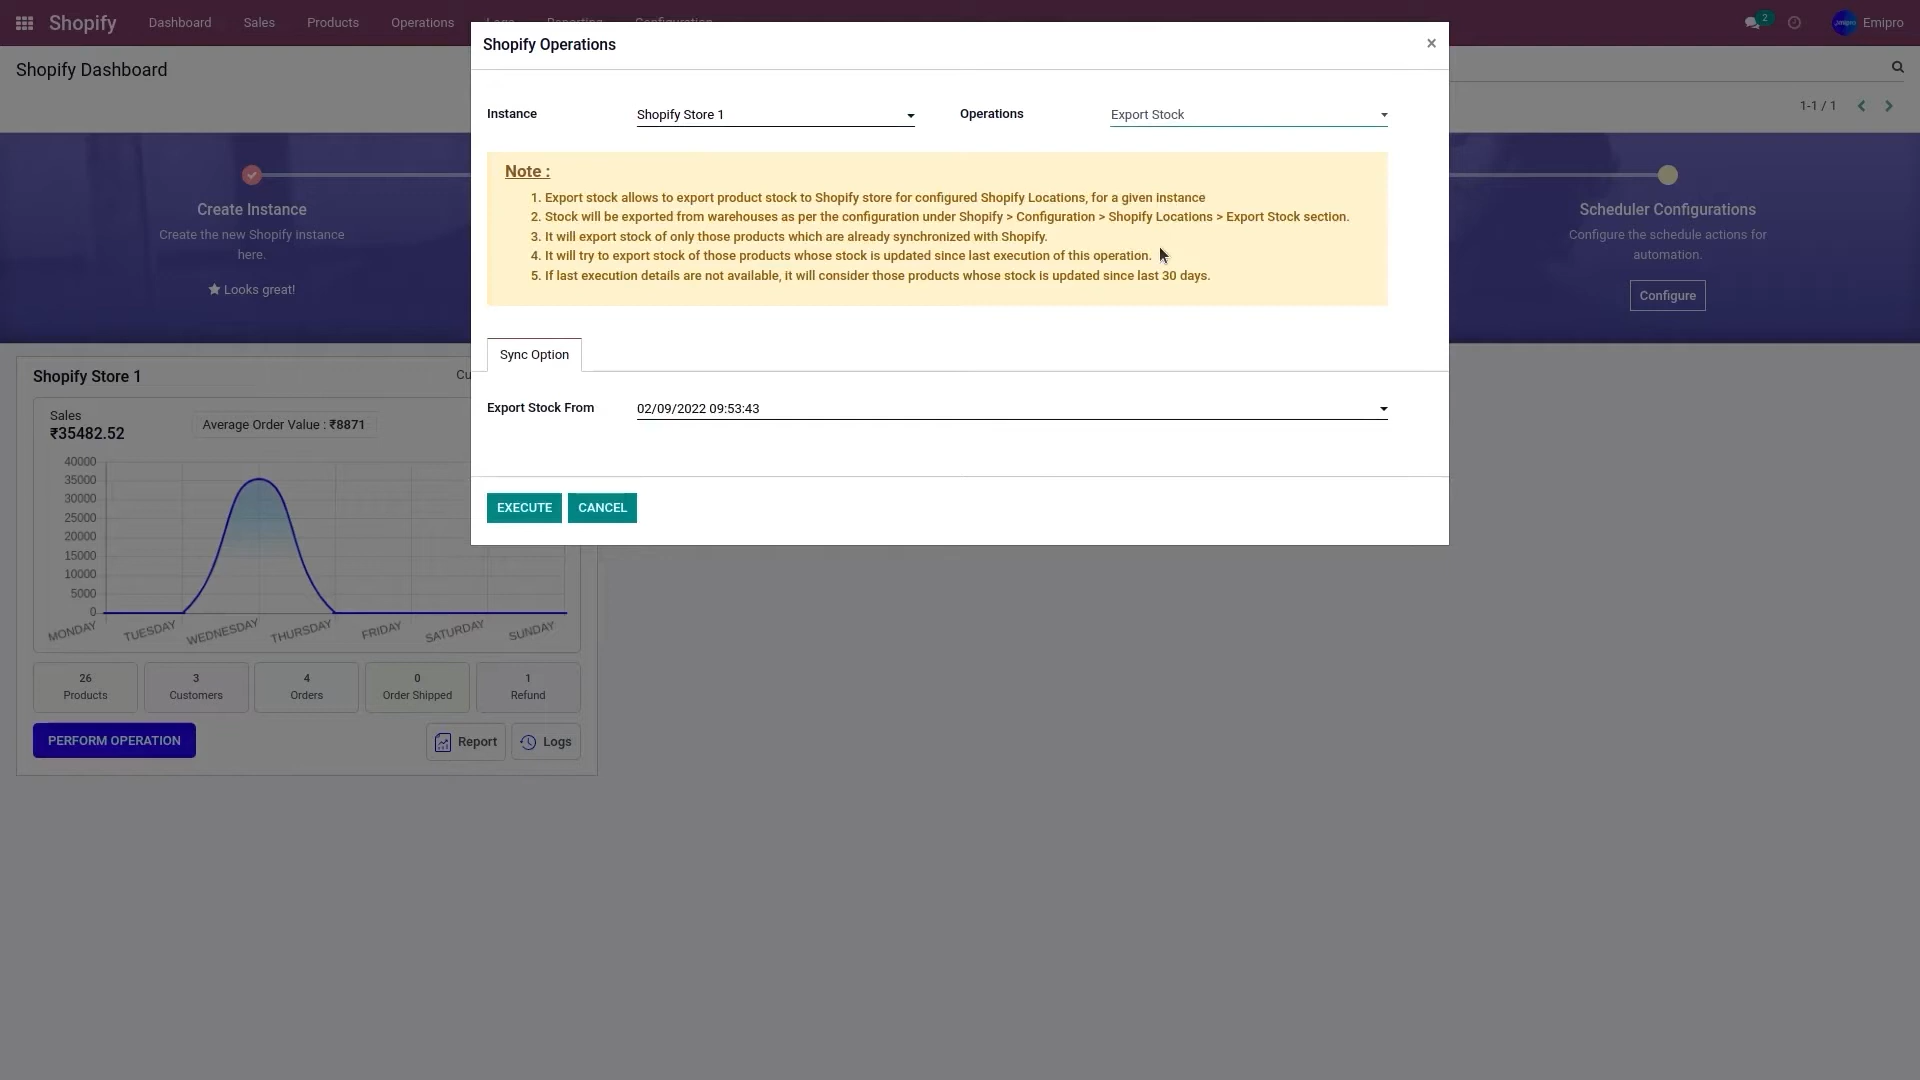 Shopify
Dashboard
Sales
Products
Operations
Logs
Reporting
Configuration
2
Emipro
Shopify Dashboard
1-1 / 1
Shopify Operations
×
Instance
Shopify Store 1
Operations
Export Stock
Note :
1. Export stock allows to export product stock to Shopify store for configured Shopify Locations, for a given instance
2. Stock will be exported from warehouses as per the configuration under Shopify > Configuration > Shopify Locations > Export Stock section.
3. It will export stock of only those products which are already synchronized with Shopify.
4. It will try to export stock of those products whose stock is updated since last execution of this operation.
5. If last execution details are not available, it will consider those products whose stock is updated since last 30 days.
Sync Option
Export Stock From
02/09/2022 09:53:43
EXECUTE
CANCEL
Create Instance
Create the new Shopify instance
here.
Looks great!
Scheduler Configurations
Configure the schedule actions for
automation.
Configure
Shopify Store 1
Cu
Sales
₹35482.52
Average Order Value : ₹8871
40000
35000
30000
25000
20000
15000
10000
5000
0
MONDAY
TUESDAY
WEDNESDAY
THURSDAY
FRIDAY
SATURDAY
SUNDAY
26
Products
3
Customers
4
Orders
0
Order Shipped
1
Refund
PERFORM OPERATION
Report
Logs